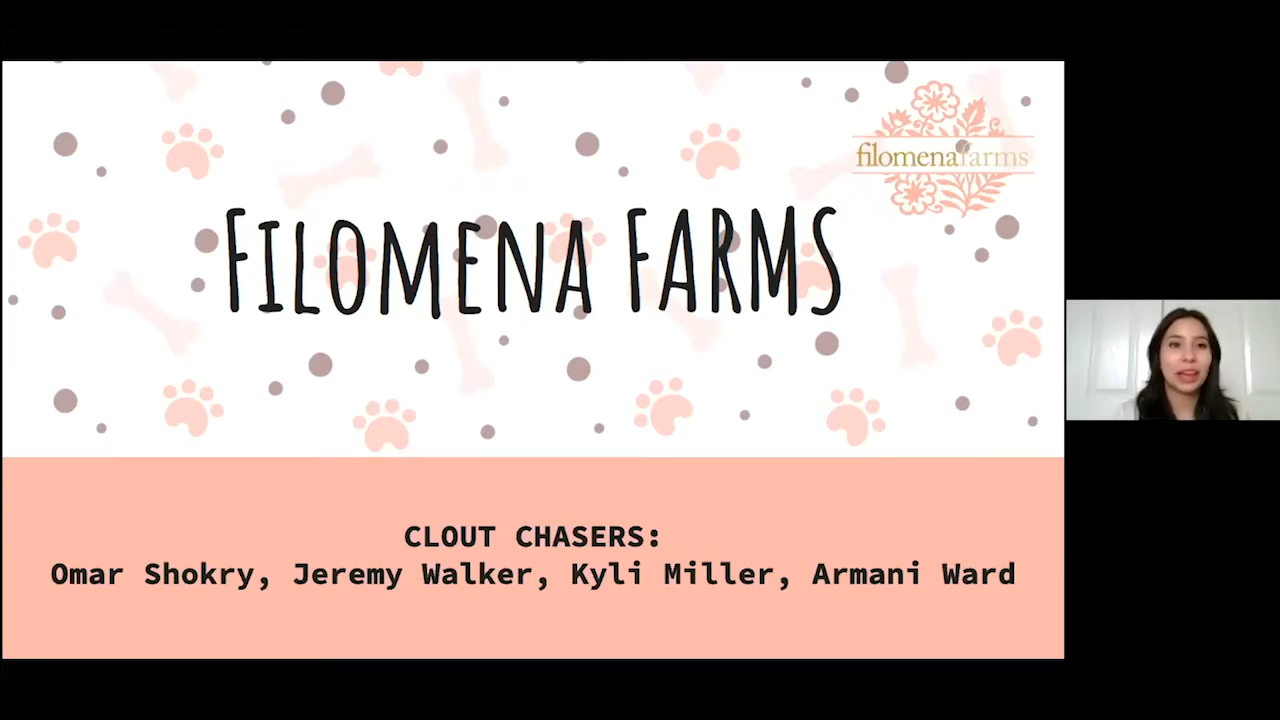 filomenafarms
FILOMENA FARMS
CLOUT CHASERS:
Omar Shokry, Jeremy Walker, Kyli Miller, Armani Ward